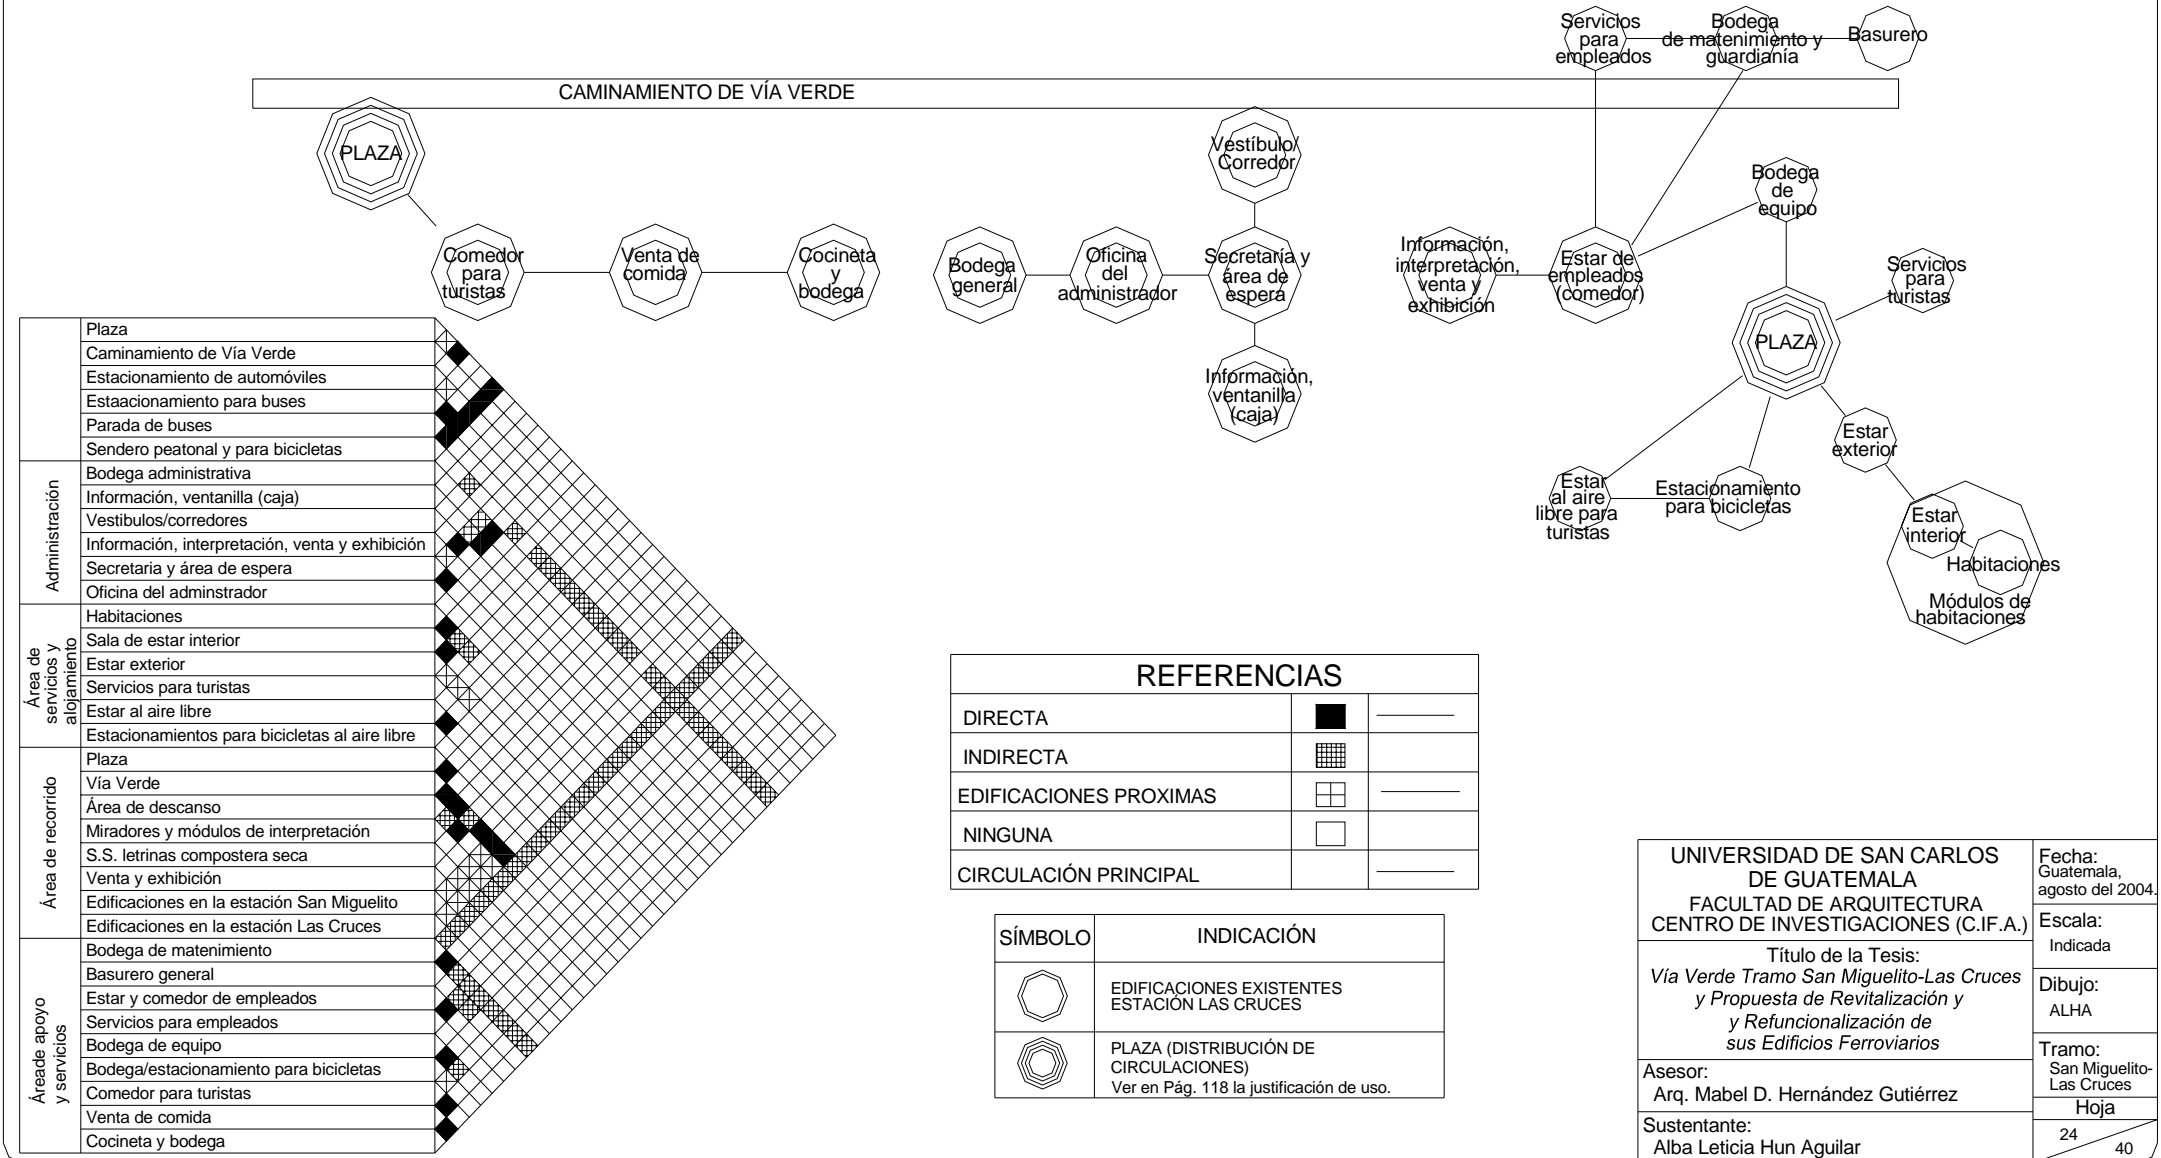 Servicios
para
empleados
Bodega
de matenimiento y
guardianía
Basurero
CAMINAMIENTO DE VÍA VERDE
PLAZA
Vestíbulo/
Corredor
Bodega
de
equipo
Comedor
para
turistas
Venta de
comida
Cocineta
y
bodega
Bodega
general
Oficina
del
administrador
Secretaría y
área de
espera
Información,
interpretación,
venta y
exhibición
Estar de
empleados
(comedor)
Servicios
para
turistas
PLAZA
Información,
ventanilla
(caja)
Estar
exterior
Estar
al aire
libre para
turistas
Estacionamiento
para bicicletas
Estar
interior
Habitaciones
Módulos de
habitaciones
Plaza
Caminamiento de Vía Verde
Estacionamiento de automóviles
Estaacionamiento para buses
Parada de buses
Sendero peatonal y para bicicletas
Administración
Bodega administrativa
Información, ventanilla (caja)
Vestibulos/corredores
Información, interpretación, venta y exhibición
Secretaria y área de espera
Oficina del adminstrador
Área de
servicios y
alojamiento
Habitaciones
Sala de estar interior
Estar exterior
Servicios para turistas
Estar al aire libre
Estacionamientos para bicicletas al aire libre
Área de recorrido
Plaza
Vía Verde
Área de descanso
Miradores y módulos de interpretación
S.S. letrinas compostera seca
Venta y exhibición
Edificaciones en la estación San Miguelito
Edificaciones en la estación Las Cruces
Áreade apoyo
y servicios
Bodega de matenimiento
Basurero general
Estar y comedor de empleados
Servicios para empleados
Bodega de equipo
Bodega/estacionamiento para bicicletas
Comedor para turistas
Venta de comida
Cocineta y bodega
REFERENCIAS
DIRECTA
INDIRECTA
EDIFICACIONES PROXIMAS
NINGUNA
CIRCULACIÓN PRINCIPAL
SÍMBOLO
INDICACIÓN
EDIFICACIONES EXISTENTES
ESTACIÓN LAS CRUCES
PLAZA (DISTRIBUCIÓN DE
CIRCULACIONES)
Ver en Pág. 118 la justificación de uso.
UNIVERSIDAD DE SAN CARLOS
DE GUATEMALA
FACULTAD DE ARQUITECTURA
CENTRO DE INVESTIGACIONES (C.IF.A.)
Título de la Tesis:
Vía Verde Tramo San Miguelito-Las Cruces
y Propuesta de Revitalización y
y Refuncionalización de
sus Edificios Ferroviarios
Asesor:
Arq. Mabel D. Hernández Gutiérrez
Sustentante:
Alba Leticia Hun Aguilar
Fecha:
Guatemala,
agosto del 2004.
Escala:
Indicada
Dibujo:
ALHA
Tramo:
San Miguelito-
Las Cruces
Hoja
24
40